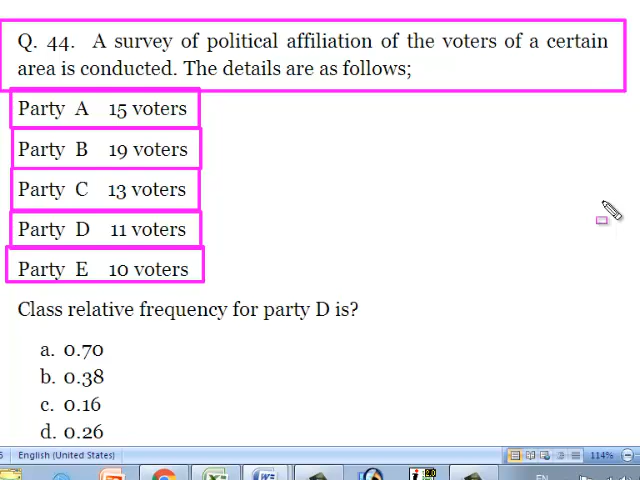 Q. 44. A survey of political affiliation of the voters of a certain
area is conducted. The details are as follows;
Party A 15 voters
Party B 19 voters
Party C 13 voters
Party D 11 voters
Party E 10 voters
Class relative frequency for party D is?
a. 0.70
b. 0.38
c. 0.16
d. 0.26
English (United States) 114%
EN